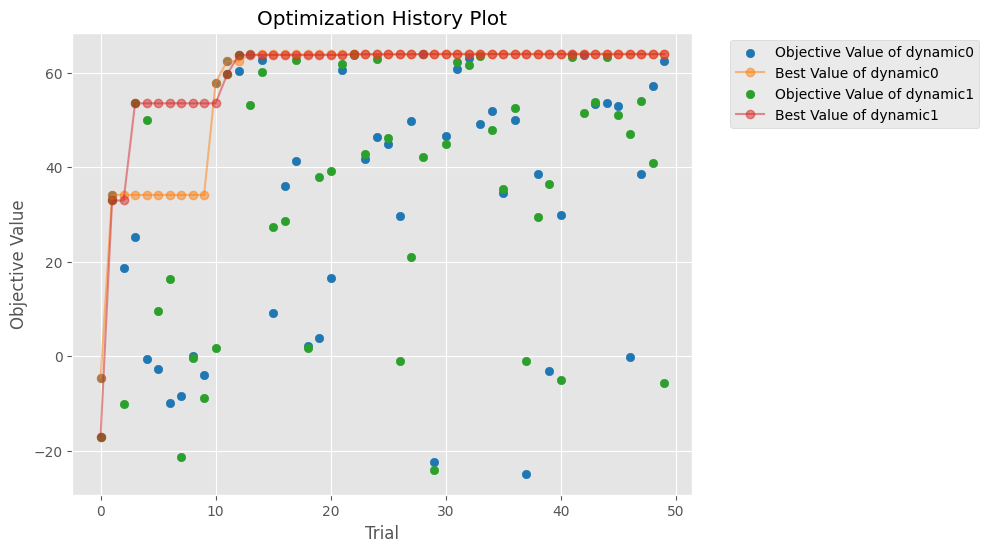 Optimization History Plot
Objective Value of dynamic0
Best Value of dynamic0
Objective Value of dynamic1
Best Value of dynamic1
Objective Value
60
40
20
0
−20
0 10 20 30 40 50
Trial